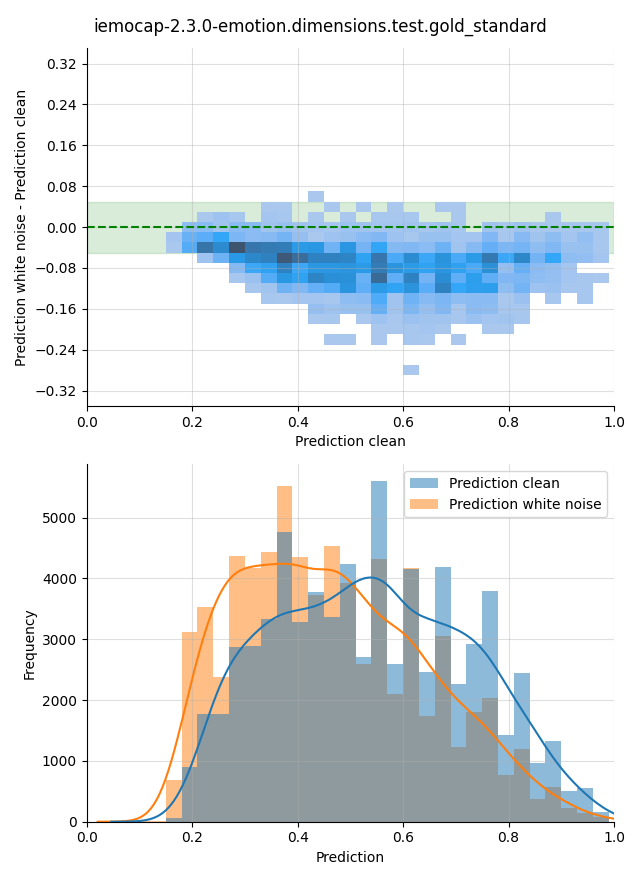 iemocap-2.3.0-emotion.dimensions.test.gold_standard
Prediction white noise - Prediction clean
0.32
0.24
0.16
0.08
0.00
−0.08
−0.16
−0.24
−0.32
0.0 0.2 0.4 0.6 0.8 1.0
Prediction clean
Frequency
5000
4000
3000
2000
1000
0
Prediction clean
Prediction white noise
0.0 0.2 0.4 0.6 0.8 1.0
Prediction